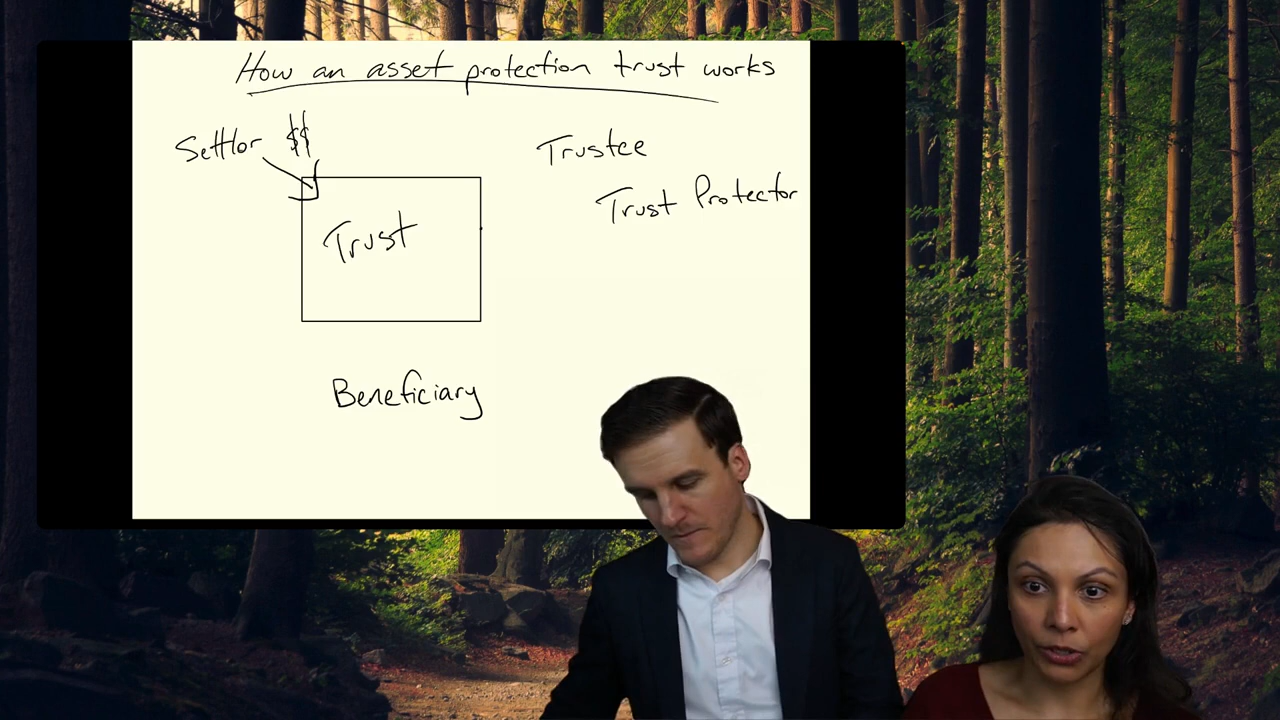 How an asset protection trust works
Settlor $$
Trustee
Trust Protector
Trust
Beneficiary